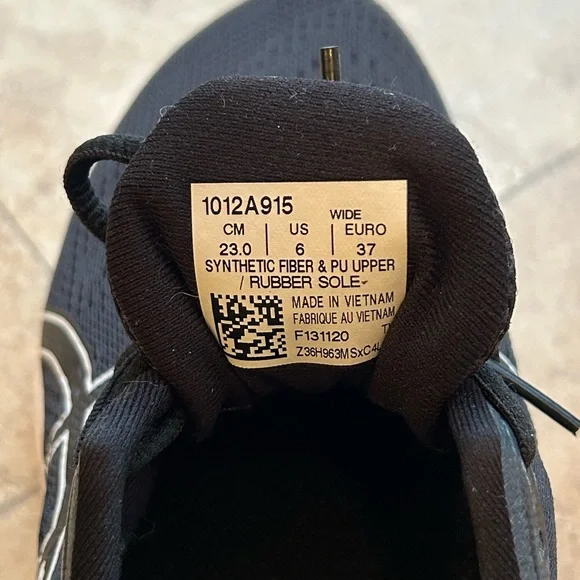 1012A915
WIDE
CM | US | EURO
23.0 | 6 | 37
SYNTHETIC FIBER & PU UPPER
/ RUBBER SOLE
MADE IN VIETNAM
FABRIQUE AU VIETNAM
F131120
Z36H963MSxC4L